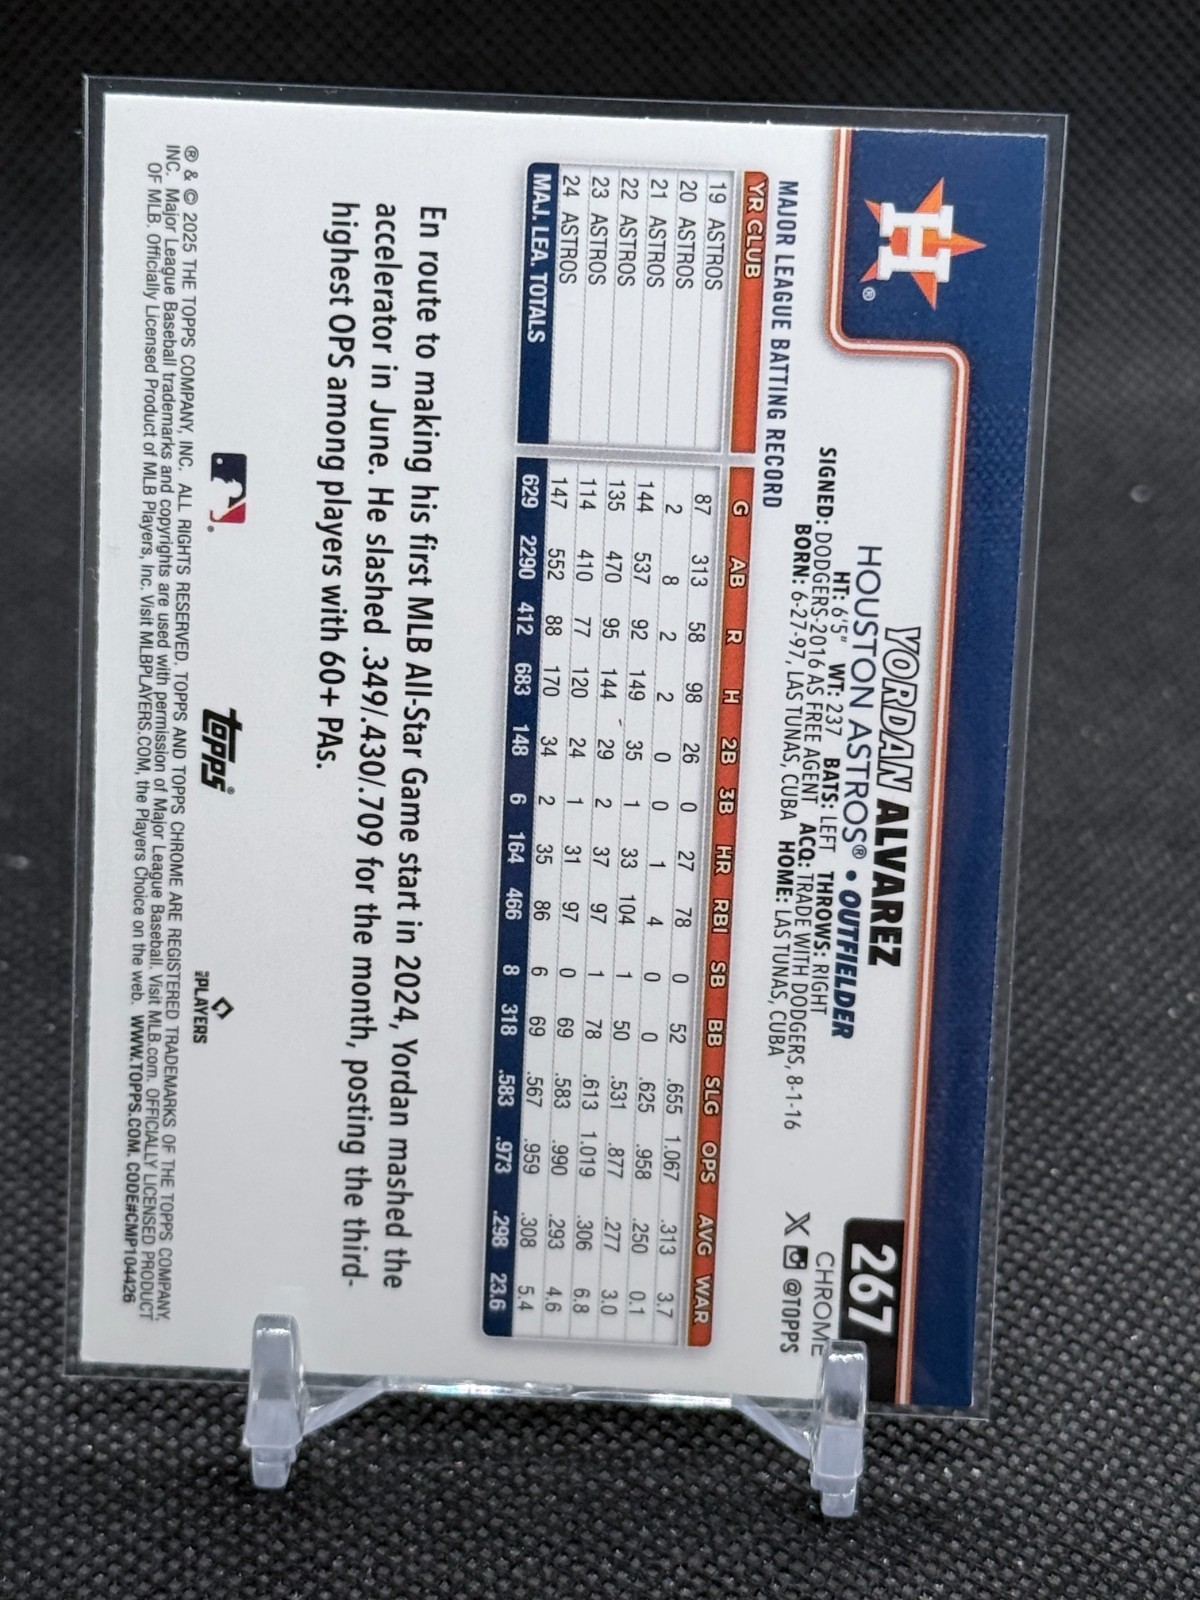 H®
267
CHROME
X @TOPPS
YORDAN ALVAREZ
HOUSTON ASTROS® • OUTFIELDER
HT: 6'5" WT: 237 BATS: LEFT THROWS: RIGHT
SIGNED: DODGERS-2016 AS FREE AGENT ACQ: TRADE WITH DODGERS, 8-1-16
BORN: 6-27-97, LAS TUNAS, CUBA HOME: LAS TUNAS, CUBA
MAJOR LEAGUE BATTING RECORD
YR CLUB G AB R H 2B 3B HR RBI SB BB SLG OPS AVG WAR
19 ASTROS 87 313 58 98 26 0 27 78 0 52 .655 1.067 .313 3.7
20 ASTROS 2 8 2 2 0 0 1 4 0 0 .625 .958 .250 0.1
21 ASTROS 144 537 92 149 35 1 33 104 1 50 .531 .877 .277 3.0
22 ASTROS 135 470 95 144 29 2 37 97 1 78 .613 1.019 .306 6.8
23 ASTROS 114 410 77 120 24 1 31 97 0 69 .583 .990 .293 4.6
24 ASTROS 147 552 88 170 34 2 35 86 6 69 .567 .959 .308 5.4
MAJ. LEA. TOTALS 629 2290 412 683 148 6 164 466 8 318 .583 .973 .298 23.6
En route to making his first MLB All-Star Game start in 2024, Yordan mashed the
accelerator in June. He slashed .349/.430/.709 for the month, posting the third-
highest OPS among players with 60+ PAs.
topps®
PLAYERS
® & © 2025 THE TOPPS COMPANY, INC. ALL RIGHTS RESERVED. TOPPS AND TOPPS CHROME ARE REGISTERED TRADEMARKS OF THE TOPPS COMPANY,
INC. Major League Baseball trademarks and copyrights are used with permission of Major League Baseball. Visit MLB.com. OFFICIALLY LICENSED PRODUCT
OF MLB. Officially Licensed Product of MLB Players, Inc. Visit MLBPLAYERS.COM, the Players Choice on the web. WWW.TOPPS.COM. CODE#CMP104426